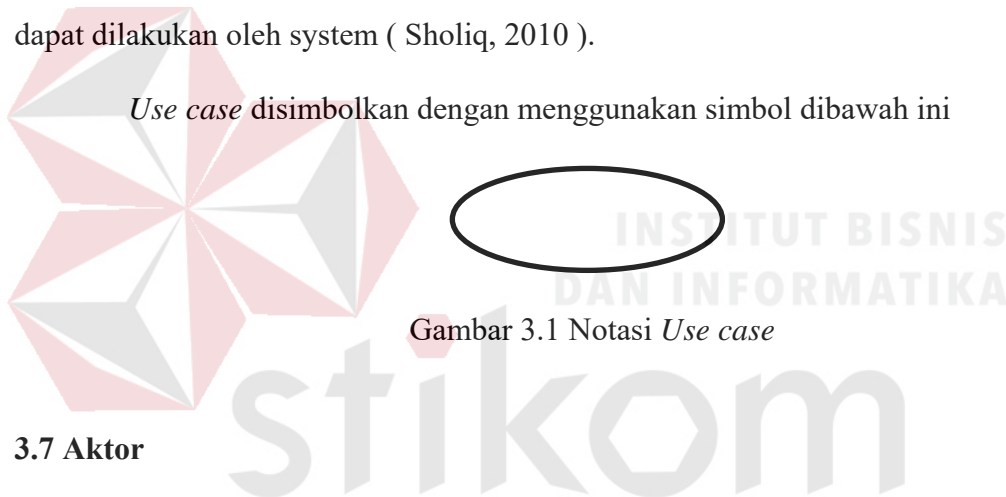 dapat dilakukan oleh system ( Sholiq, 2010 ).
Use case disimbolkan dengan menggunakan simbol dibawah ini
INSTITUT BISNIS
DAN INFORMATIKA
Gambar 3.1 Notasi Use case
stikom
3.7 Aktor